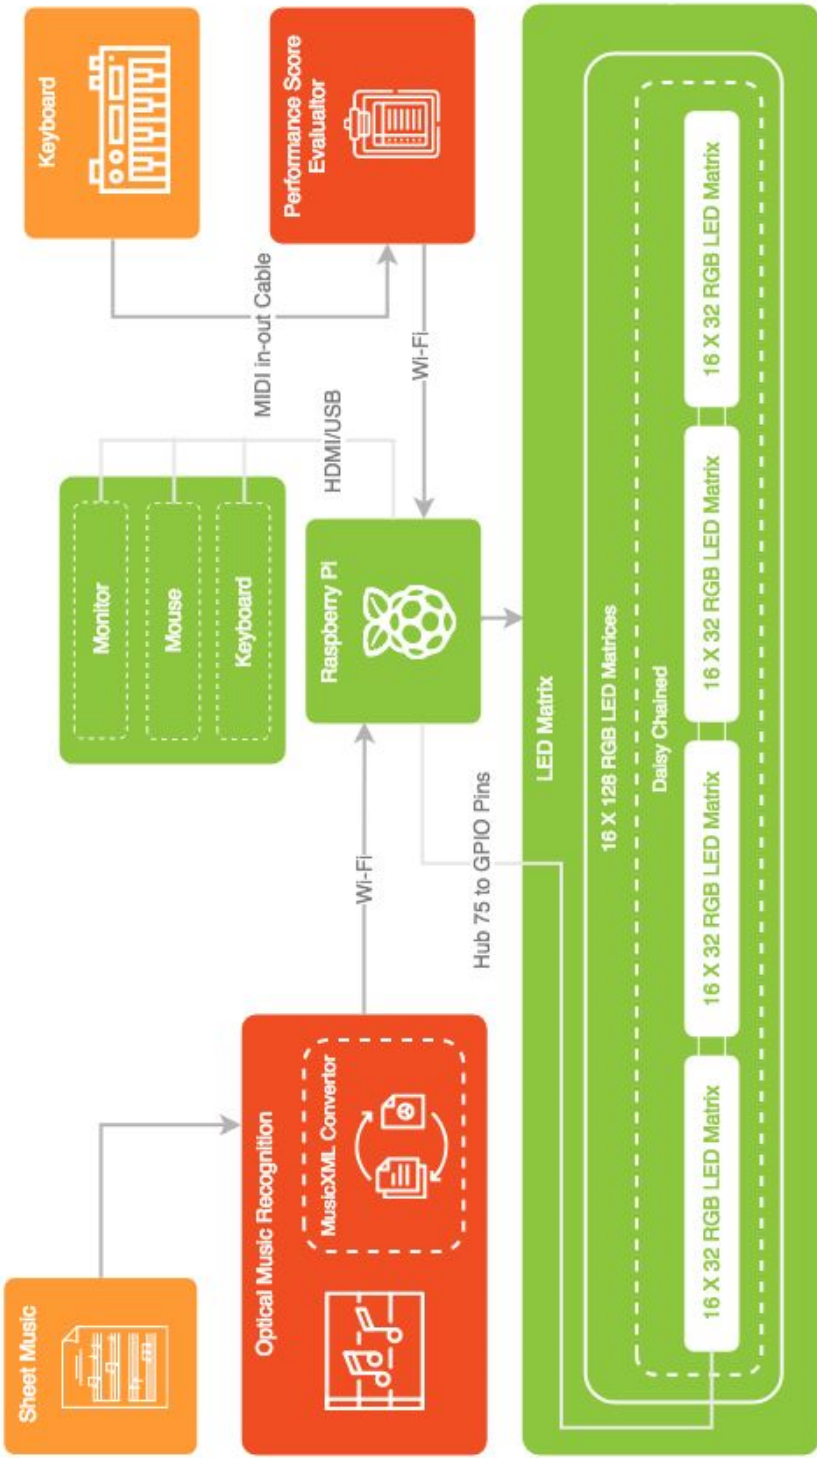 Sheet Music
Keyboard
Optical Music Recognition
MusicXML Convertor
Wi-Fi
Monitor
Mouse
Keyboard
HDMI/USB
MIDI in-out Cable
Raspberry Pi
Wi-Fi
Performance Score
Evalualtor
Hub 75 to GPIO Pins
LED Matrix
16 X 128 RGB LED Matrices
Daisy Chained
16 X 32 RGB LED Matrix
16 X 32 RGB LED Matrix
16 X 32 RGB LED Matrix
16 X 32 RGB LED Matrix